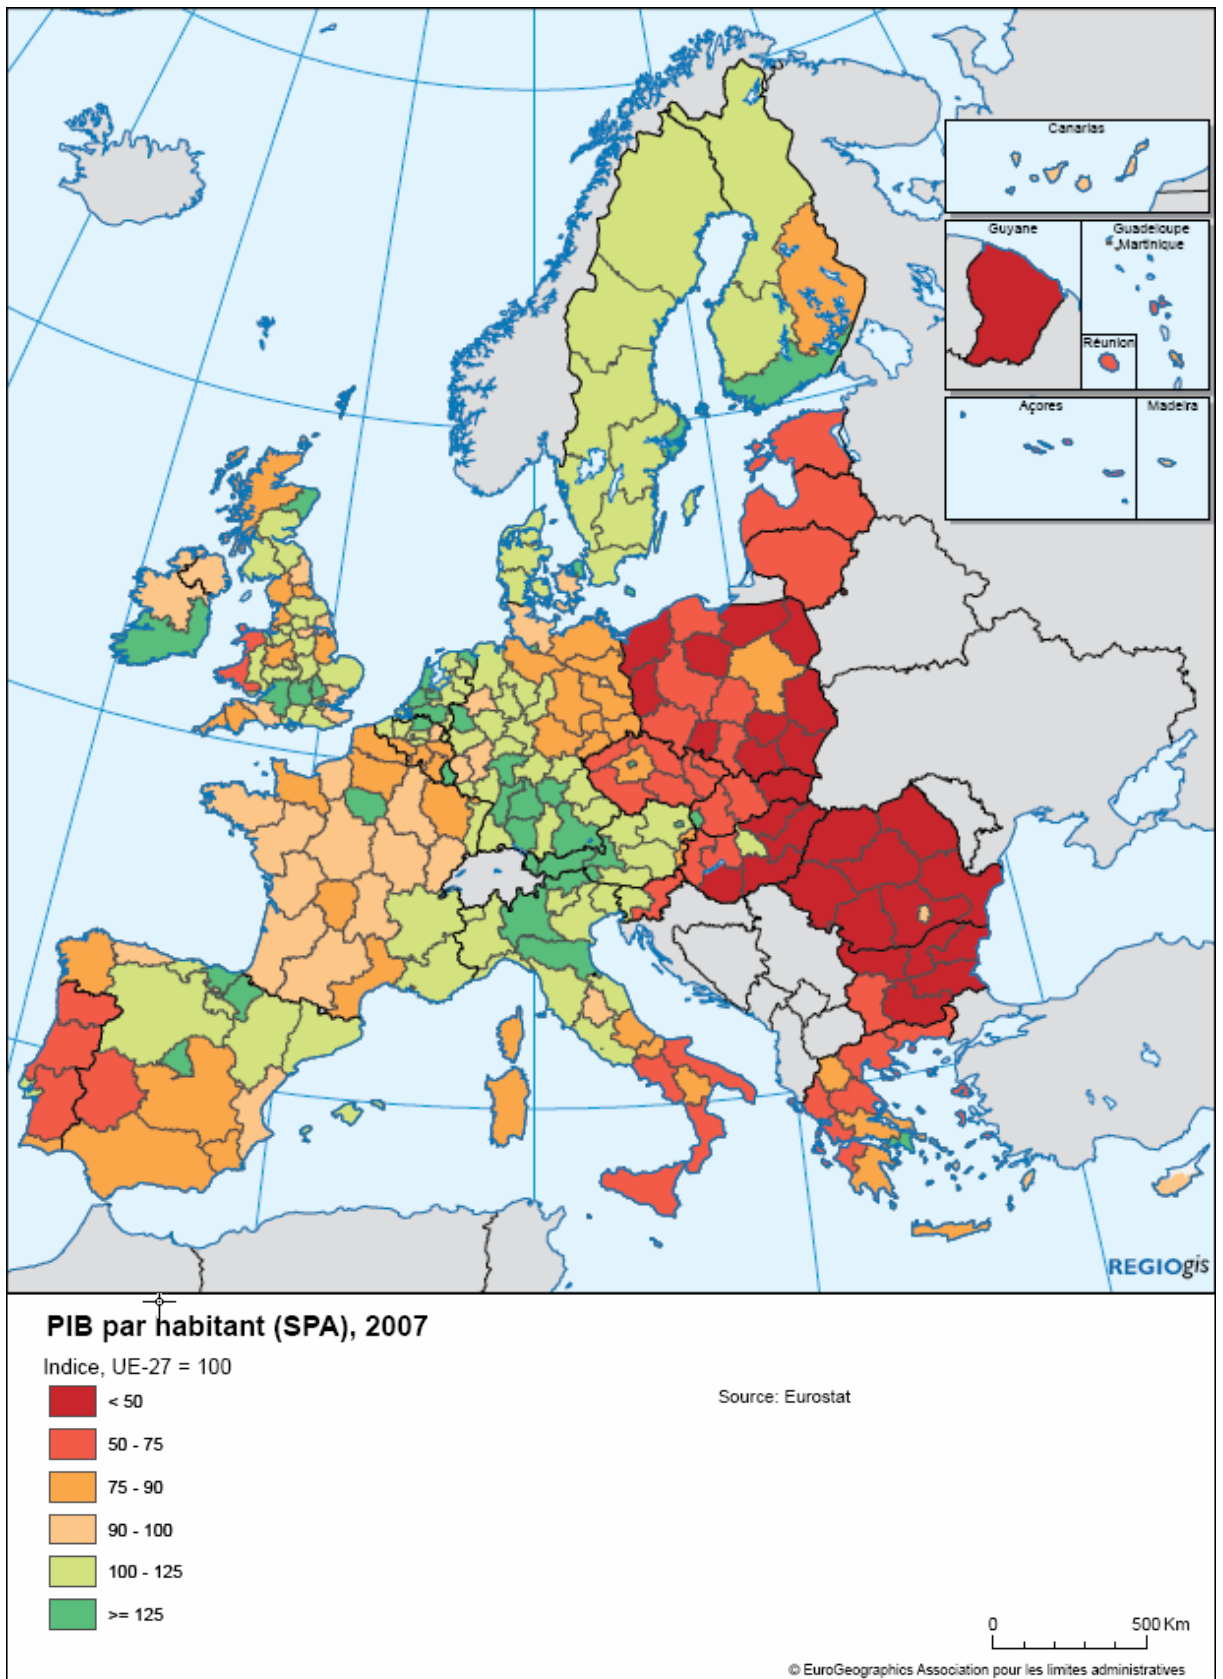 Canarias
Guyane
Guadeloupe
Martinique
Réunion
Açores
Madeira
REGIOgis
PIB par habitant (SPA), 2007
Indice, UE-27 = 100
< 50
50 - 75
75 - 90
90 - 100
100 - 125
>= 125
Source: Eurostat
0 500 Km
© EuroGeographics Association pour les limites administratives